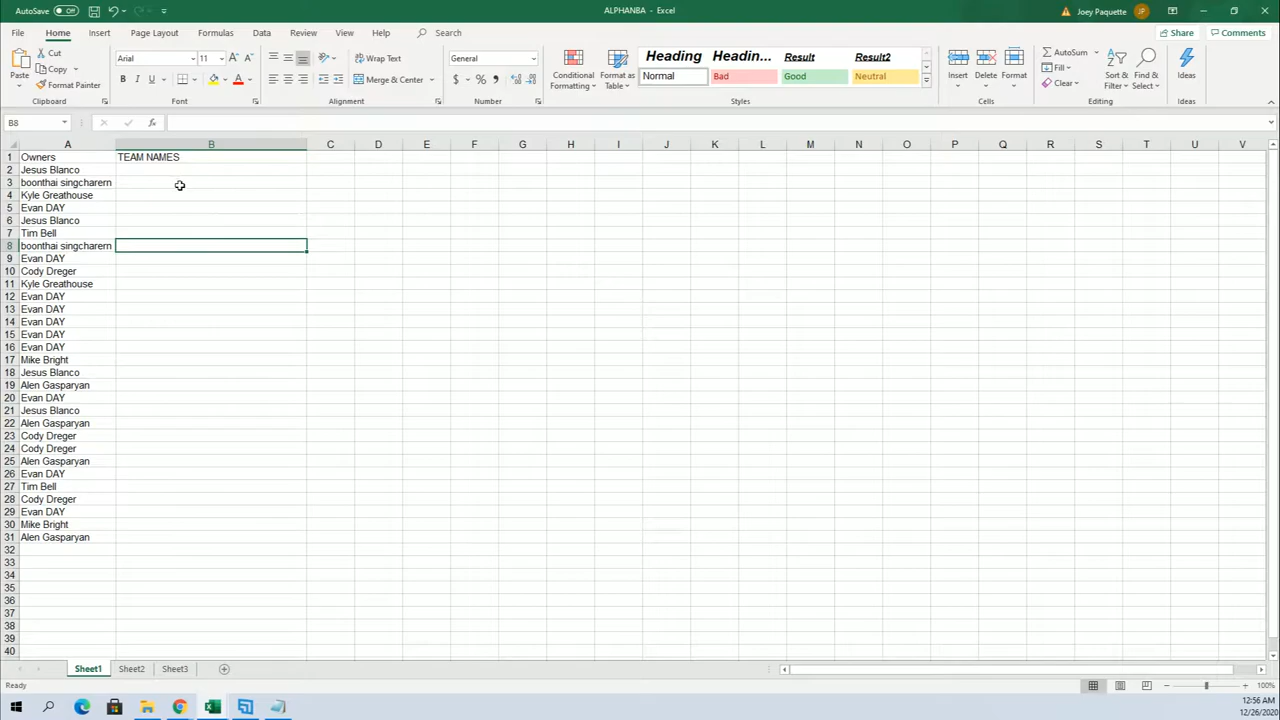 AutoSave Off
ALPHANBA - Excel
Joey Paquette JP
File Home Insert Page Layout Formulas Data Review View Help Search Share Comments
Paste
Cut
Copy
Format Painter
Clipboard
Arial 11
B I U
Font
Wrap Text
Merge & Center
Alignment
General
$ % 9
Number
Conditional Formatting
Format as Table
Heading Headin... Result Result2
Normal Bad Good Neutral
Styles
Insert Delete Format
Cells
AutoSum
Fill
Clear
Sort & Filter
Find & Select
Editing
Ideas
Ideas
B8 fx
A B C D E F G H I J K L M N O P Q R S T U V
1 Owners TEAM NAMES
2 Jesus Blanco
3 boonthai singcharern
4 Kyle Greathouse
5 Evan DAY
6 Jesus Blanco
7 Tim Bell
8 boonthai singcharern
9 Evan DAY
10 Cody Dreger
11 Kyle Greathouse
12 Evan DAY
13 Evan DAY
14 Evan DAY
15 Evan DAY
16 Evan DAY
17 Mike Bright
18 Jesus Blanco
19 Alen Gasparyan
20 Evan DAY
21 Jesus Blanco
22 Alen Gasparyan
23 Cody Dreger
24 Cody Dreger
25 Alen Gasparyan
26 Evan DAY
27 Tim Bell
28 Cody Dreger
29 Evan DAY
30 Mike Bright
31 Alen Gasparyan
32
33
34
35
36
37
38
39
40
Sheet1 Sheet2 Sheet3
Ready
100%
12:56 AM
12/26/2020